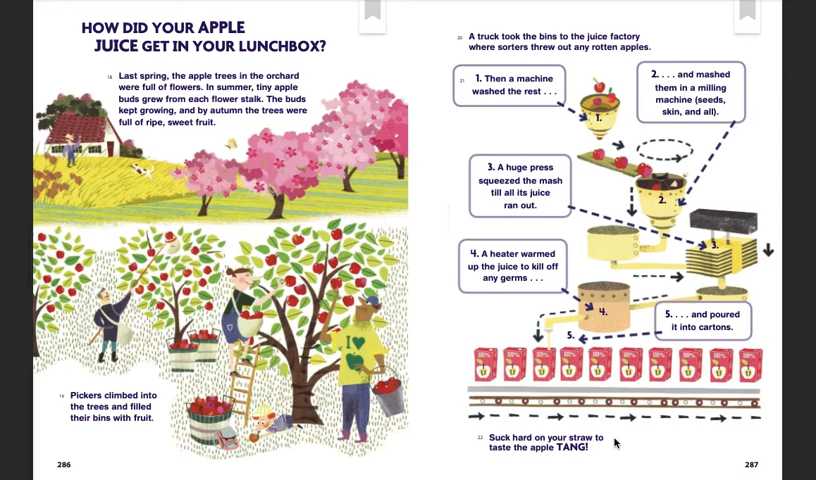 HOW DID YOUR APPLE
JUICE GET IN YOUR LUNCHBOX?
18 Last spring, the apple trees in the orchard
were full of flowers. In summer, tiny apple
buds grew from each flower stalk. The buds
kept growing, and by autumn the trees were
full of ripe, sweet fruit.
I
19 Pickers climbed into
the trees and filled
their bins with fruit.
286
20 A truck took the bins to the juice factory
where sorters threw out any rotten apples.
21 1. Then a machine
washed the rest . . .
1.
2. . . . and mashed
them in a milling
machine (seeds,
skin, and all).
2.
3. A huge press
squeezed the mash
till all its juice
ran out.
3.
4. A heater warmed
up the juice to kill off
any germs . . .
4.
5. . . . and poured
it into cartons.
5.
22 Suck hard on your straw to
taste the apple TANG!
287